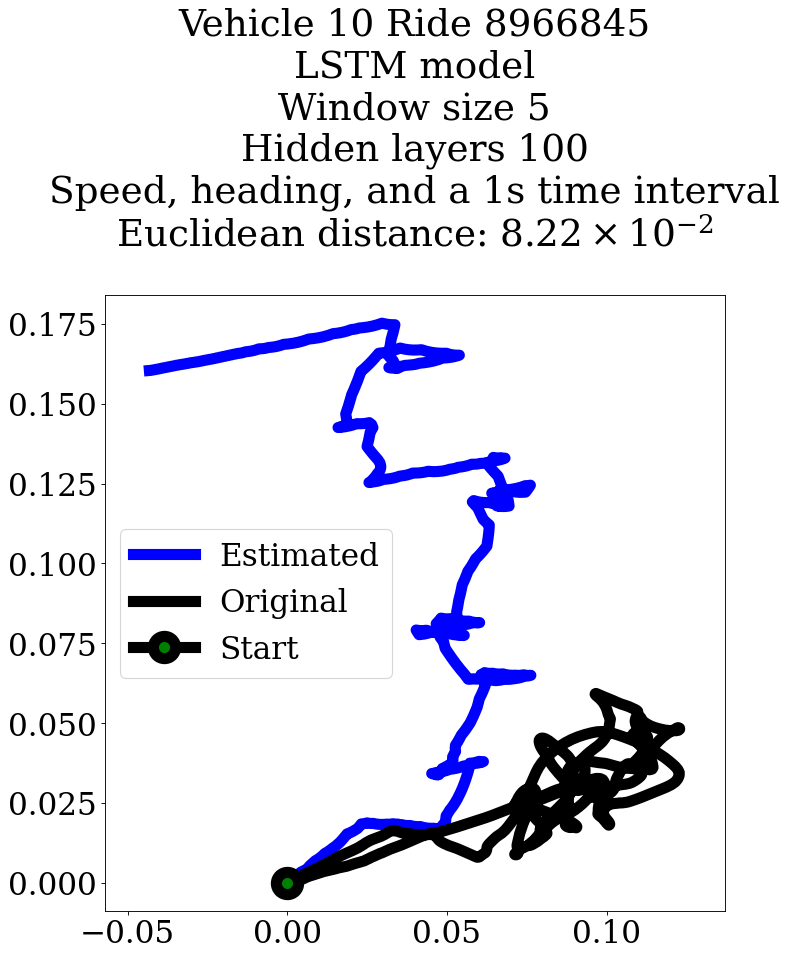 Vehicle 10 Ride 8966845
LSTM model
Window size 5
Hidden layers 100
Speed, heading, and a 1s time interval
Euclidean distance: 8.22 × 10⁻²
0.175
0.150
0.125
0.100
0.075
0.050
0.025
0.000
Estimated
Original
Start
−0.05 0.00 0.05 0.10